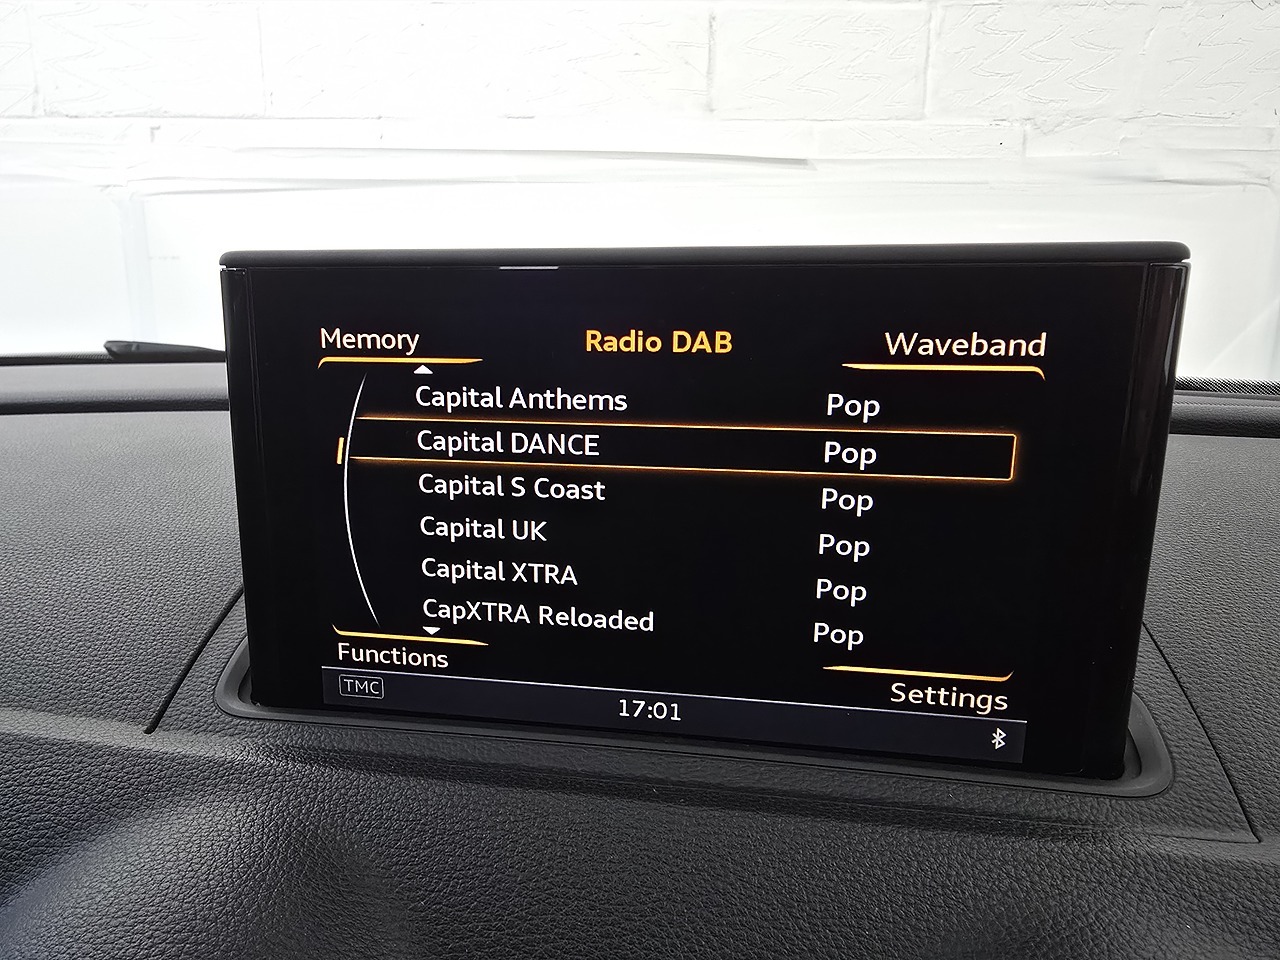 Memory Radio DAB Waveband
Capital Anthems Pop
Capital DANCE Pop
Capital S Coast Pop
Capital UK Pop
Capital XTRA Pop
CapXTRA Reloaded Pop
Functions Settings
TMC 17:01